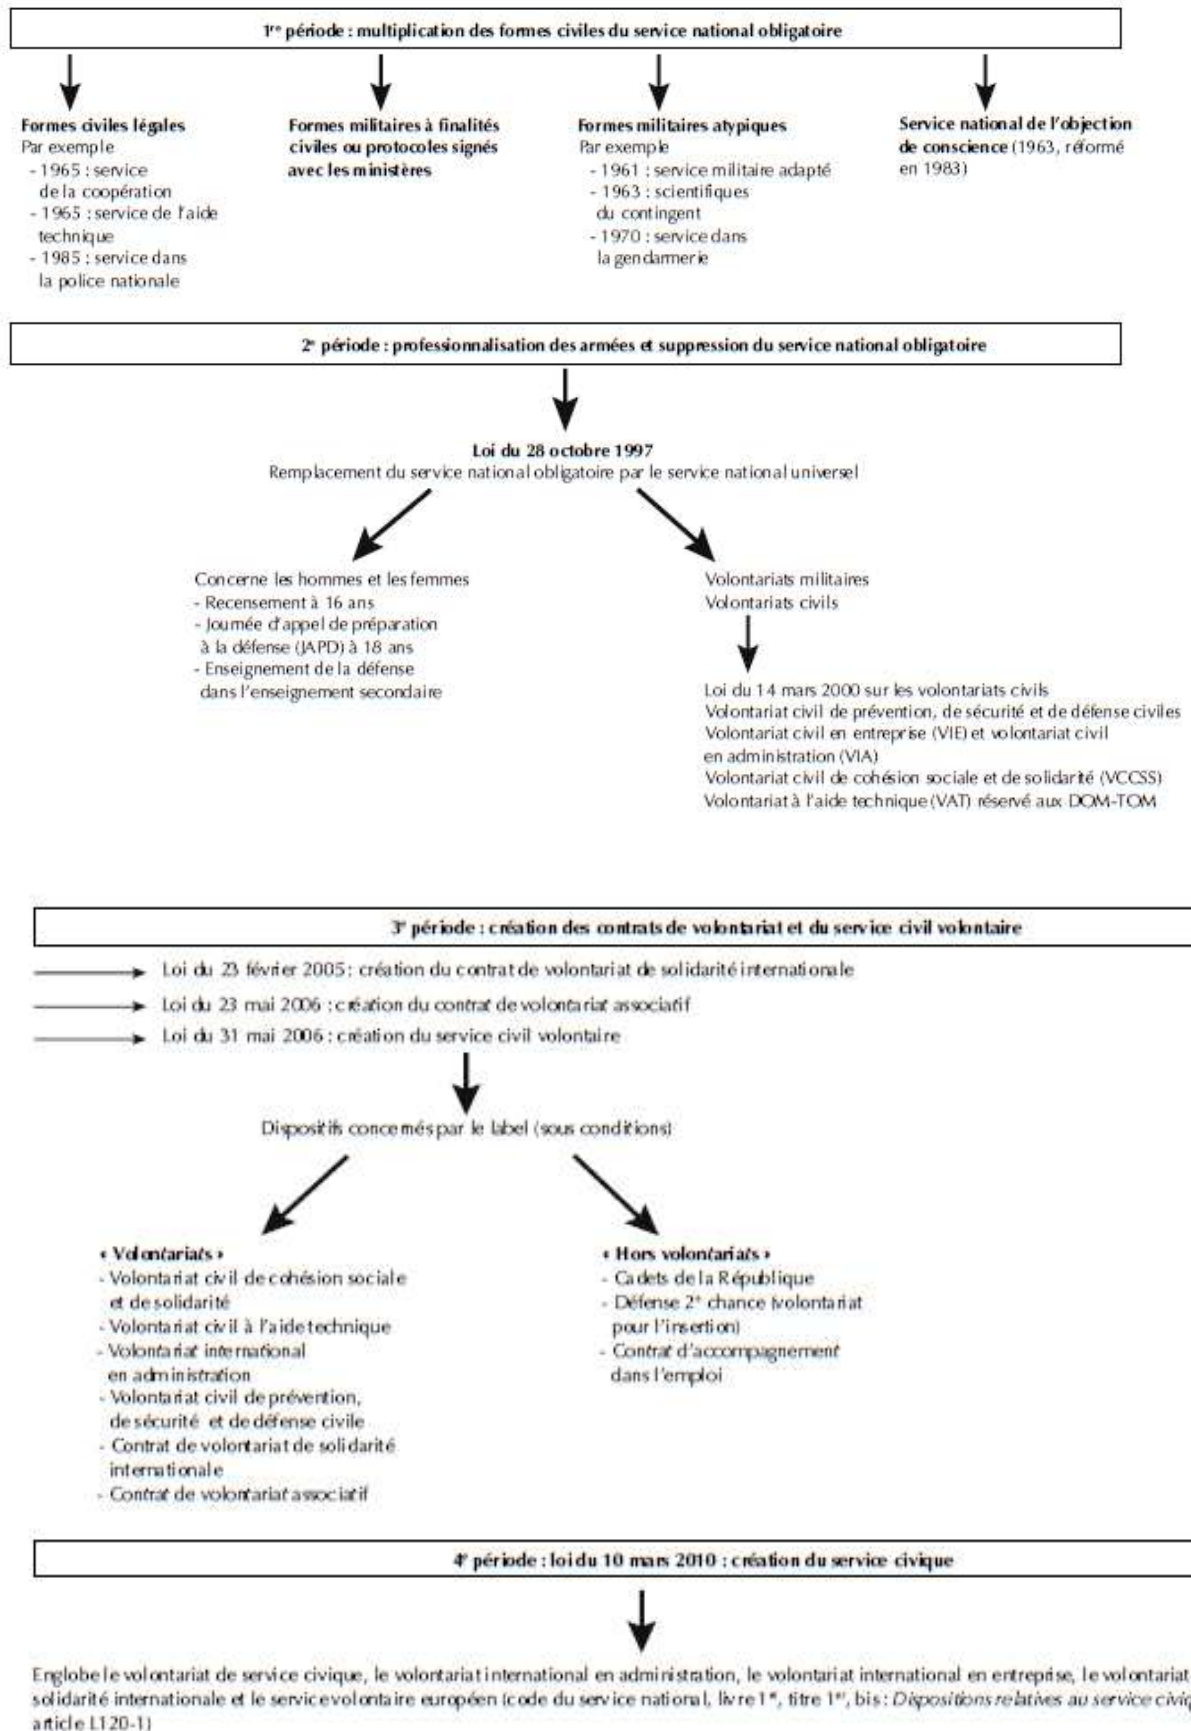 1re période : multiplication des formes civiles du service national obligatoire
Formes civiles légales
Par exemple
- 1965 : service
de la coopération
- 1965 : service de l'aide
technique
- 1985 : service dans
la police nationale
Formes militaires à finalités
civiles ou protocoles signés
avec les ministères
Formes militaires atypiques
Par exemple
- 1961 : service militaire adapté
- 1963 : scientifiques
du contingent
- 1970 : service dans
la gendarmerie
Service national de l'objection
de conscience (1963, réformé
en 1983)
2e période : professionnalisation des armées et suppression du service national obligatoire
Loi du 28 octobre 1997
Remplacement du service national obligatoire par le service national universel
Concerne les hommes et les femmes
- Recensement à 16 ans
- Journée d'appel de préparation
à la défense (JAPD) à 18 ans
- Enseignement de la défense
dans l'enseignement secondaire
Volontariats militaires
Volontariats civils
Loi du 14 mars 2000 sur les volontariats civils
Volontariat civil de prévention, de sécurité et de défense civiles
Volontariat civil en entreprise (VIE) et volontariat civil
en administration (VIA)
Volontariat civil de cohésion sociale et de solidarité (VCCSS)
Volontariat à l'aide technique (VAT) réservé aux DOM-TOM
3e période : création des contrats de volontariat et du service civil volontaire
Loi du 23 février 2005 : création du contrat de volontariat de solidarité internationale
Loi du 23 mai 2006 : création du contrat de volontariat associatif
Loi du 31 mai 2006 : création du service civil volontaire
Dispositifs concernés par le label (sous conditions)
« Volontariats »
- Volontariat civil de cohésion sociale
et de solidarité
- Volontariat civil à l'aide technique
- Volontariat international
en administration
- Volontariat civil de prévention,
de sécurité et de défense civile
- Contrat de volontariat de solidarité
internationale
- Contrat de volontariat associatif
« Hors volontariats »
- Cadets de la République
- Défense 2e chance (volontariat
pour l'insertion)
- Contrat d'accompagnement
dans l'emploi
4e période : loi du 10 mars 2010 : création du service civique
Englobe le volontariat de service civique, le volontariat international en administration, le volontariat international en entreprise, le volontariat
solidarité internationale et le service volontaire européen (code du service national, livre 1er, titre 1er, bis : Dispositions relatives au service civiq
article L120-1)